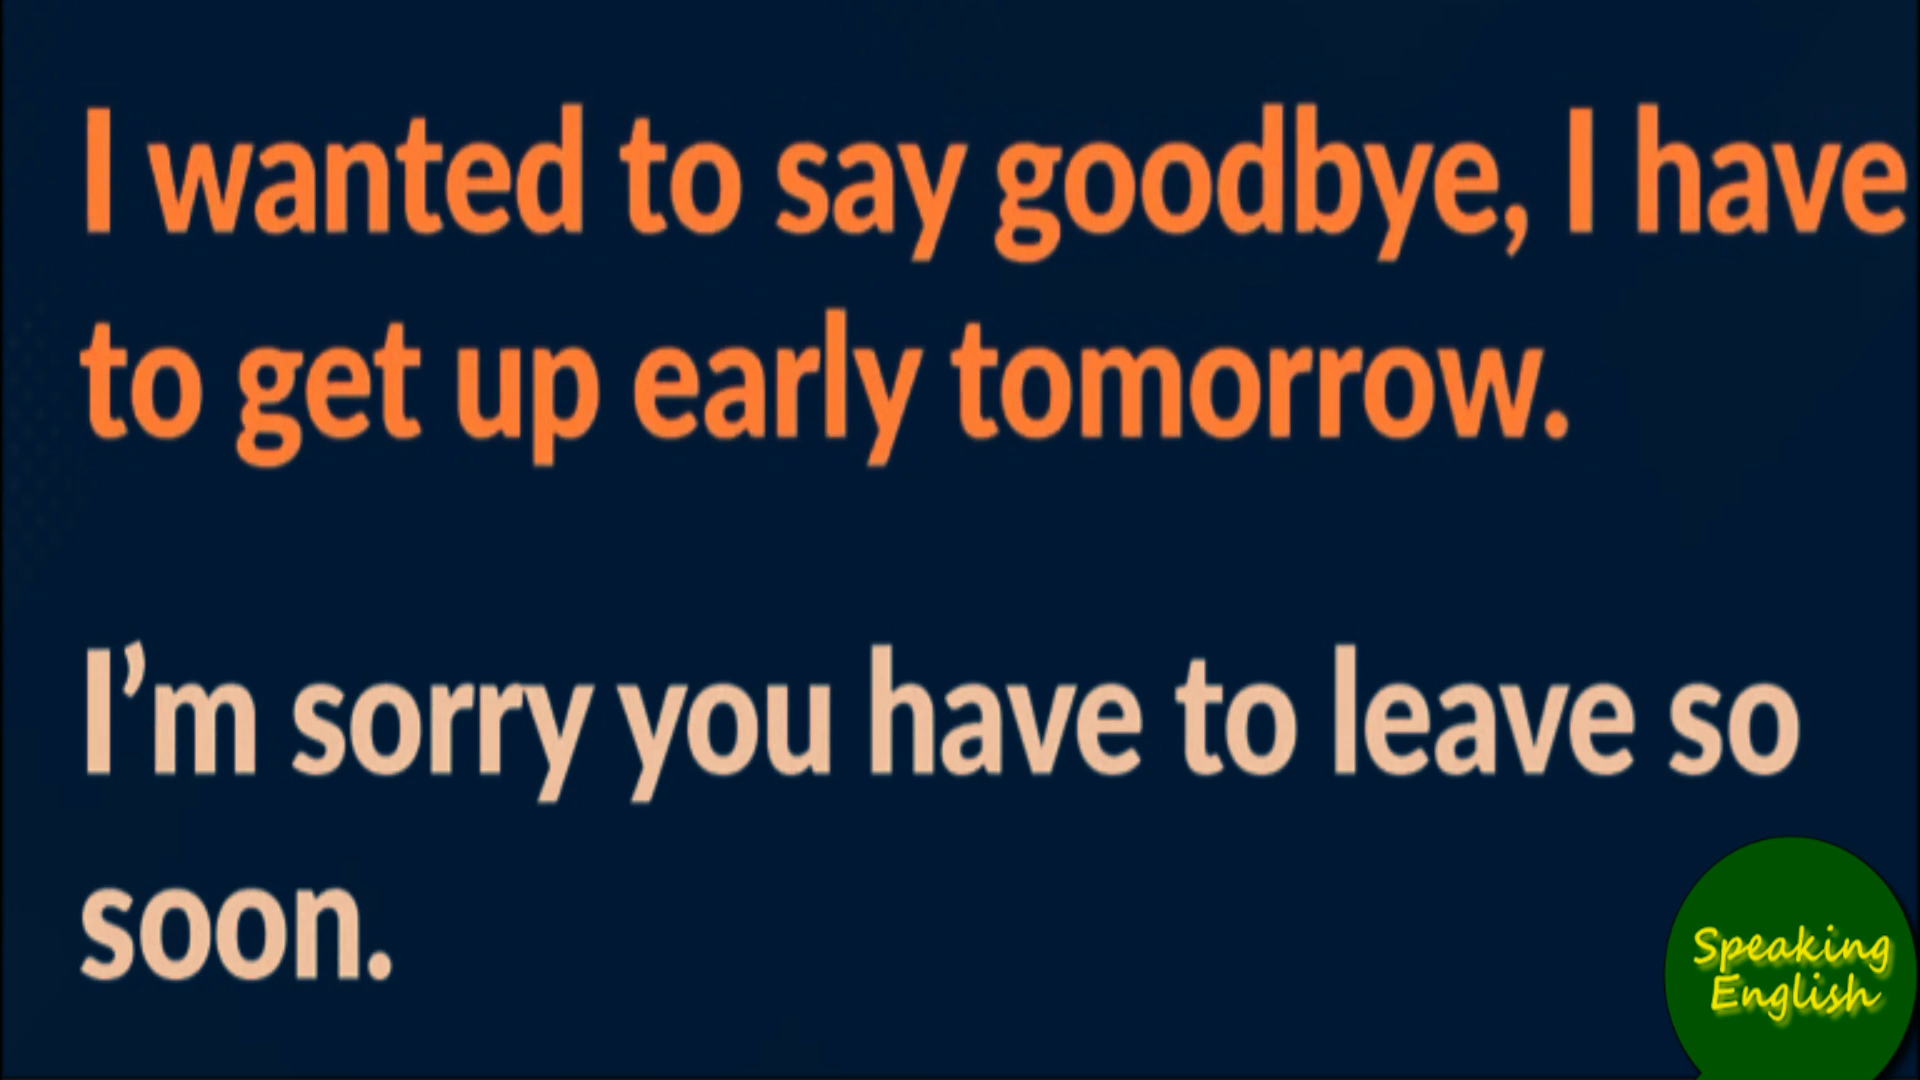 I wanted to say goodbye, I have
to get up early tomorrow.
I’m sorry you have to leave so
soon.
Speaking
English